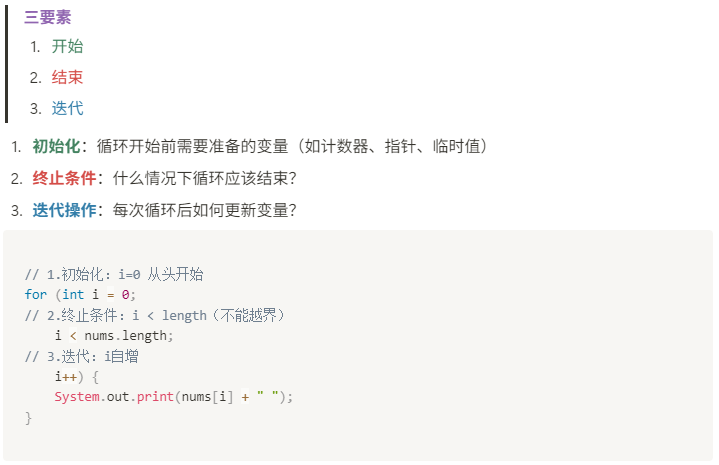 三要素
1. 开始
2. 结束
3. 迭代
1. 初始化：循环开始前需要准备的变量（如计数器、指针、临时值）
2. 终止条件：什么情况下循环应该结束？
3. 迭代操作：每次循环后如何更新变量？
// 1.初始化：i=0 从头开始
for (int i = 0;
// 2.终止条件：i < length（不能越界）
    i < nums.length;
// 3.迭代：i自增
    i++) {
    System.out.print(nums[i] + " ");
}